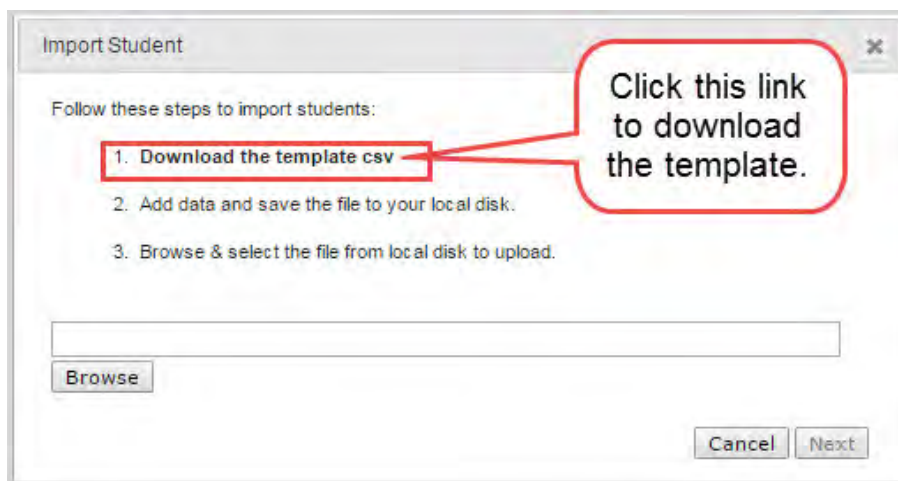 Import Student
Click this link
to download
the template.
Follow these steps to import students:
1. Download the template csv
2. Add data and save the file to your local disk.
3. Browse & select the file from local disk to upload.
Browse
Cancel Next